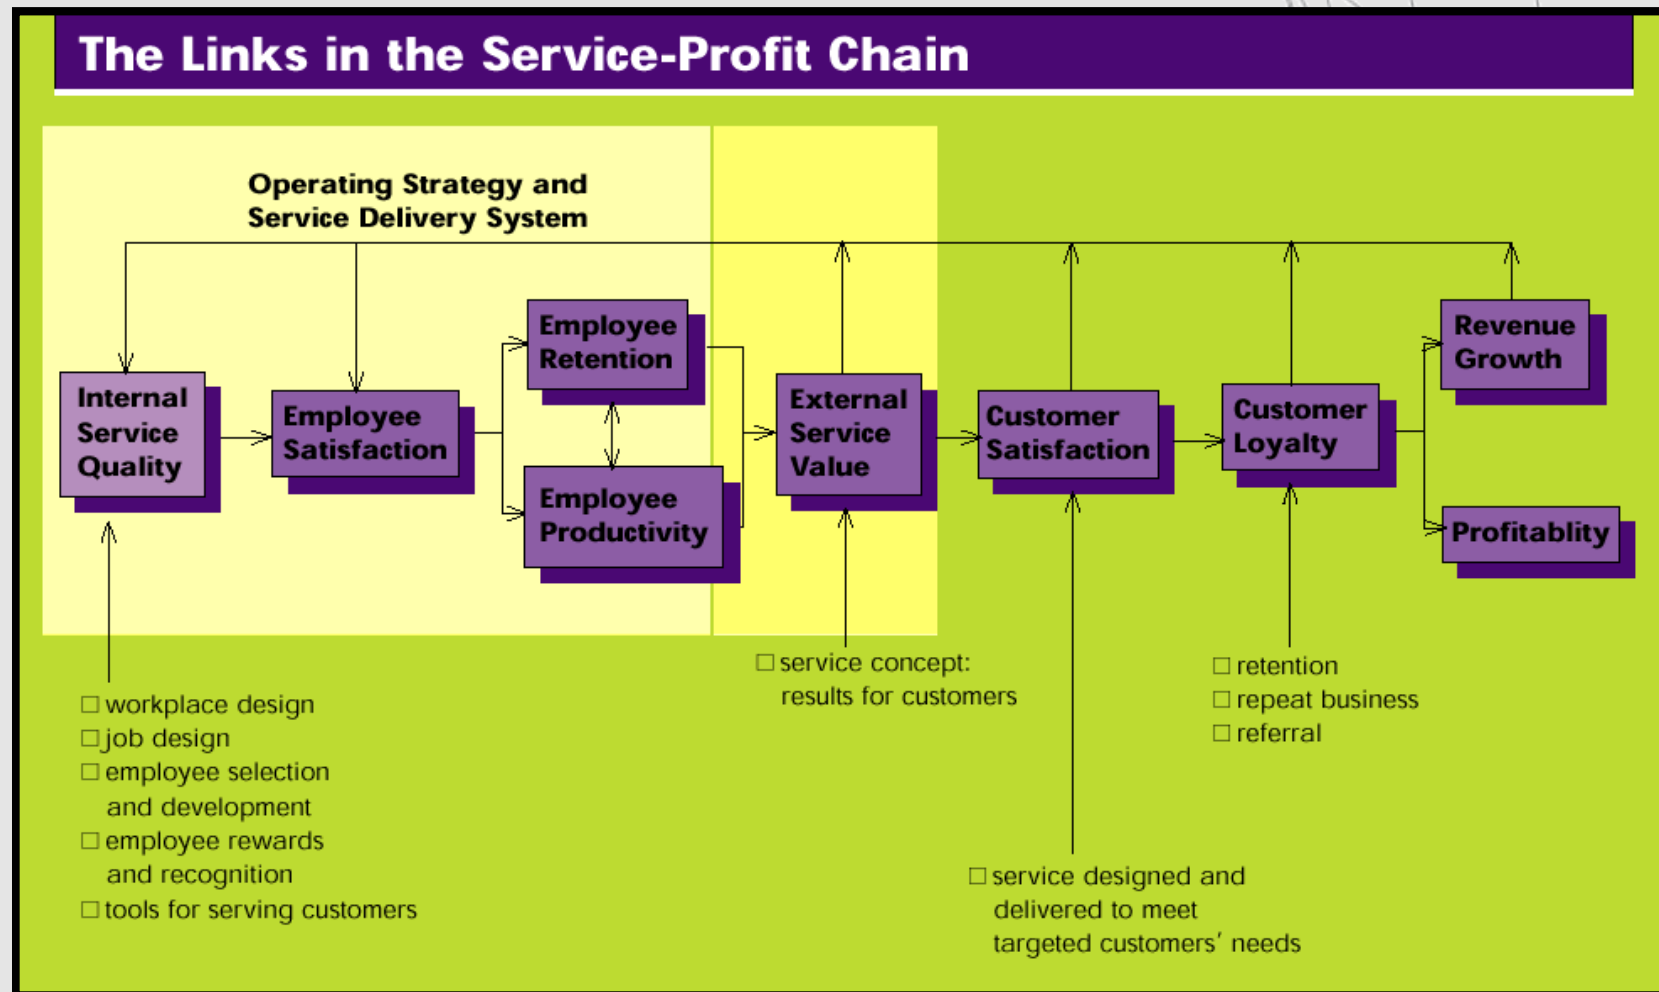 The Links in the Service-Profit Chain
Operating Strategy and
Service Delivery System
Internal
Service
Quality
Employee
Satisfaction
Employee
Retention
Employee
Productivity
External
Service
Value
Customer
Satisfaction
Customer
Loyalty
Revenue
Growth
Profitablity
□ workplace design
□ job design
□ employee selection
and development
□ employee rewards
and recognition
□ tools for serving customers
□ service concept:
results for customers
□ service designed and
delivered to meet
targeted customers’ needs
□ retention
□ repeat business
□ referral